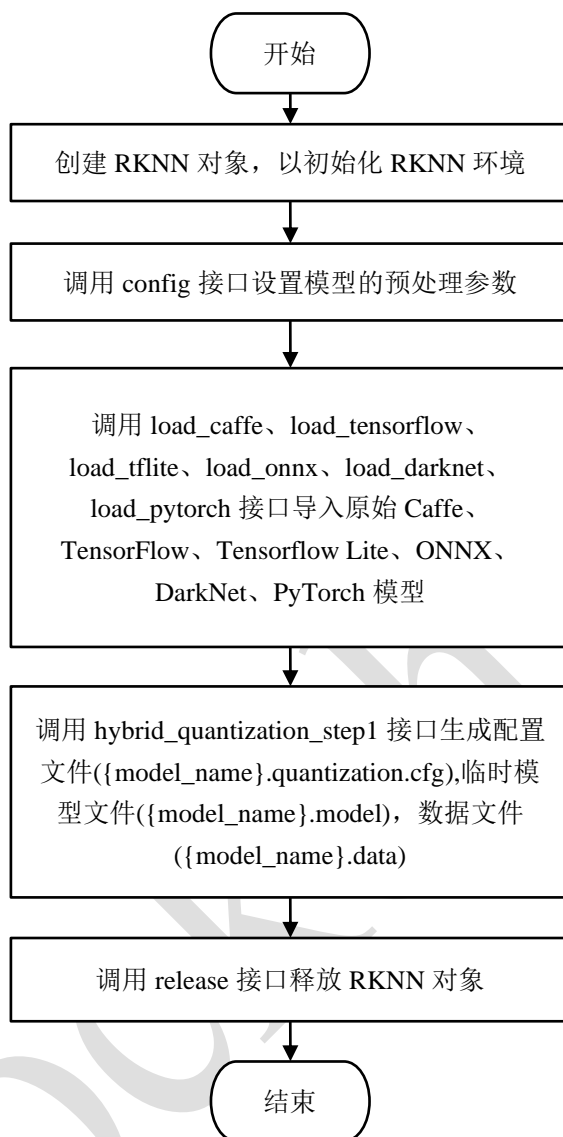 开始
创建 RKNN 对象，以初始化 RKNN 环境
调用 config 接口设置模型的预处理参数
调用 load_caffe、load_tensorflow、
load_tflite、load_onnx、load_darknet、
load_pytorch 接口导入原始 Caffe、
TensorFlow、Tensorflow Lite、ONNX、
DarkNet、PyTorch 模型
调用 hybrid_quantization_step1 接口生成配置
文件({model_name}.quantization.cfg),临时模
型文件({model_name}.model)，数据文件
({model_name}.data)
调用 release 接口释放 RKNN 对象
结束